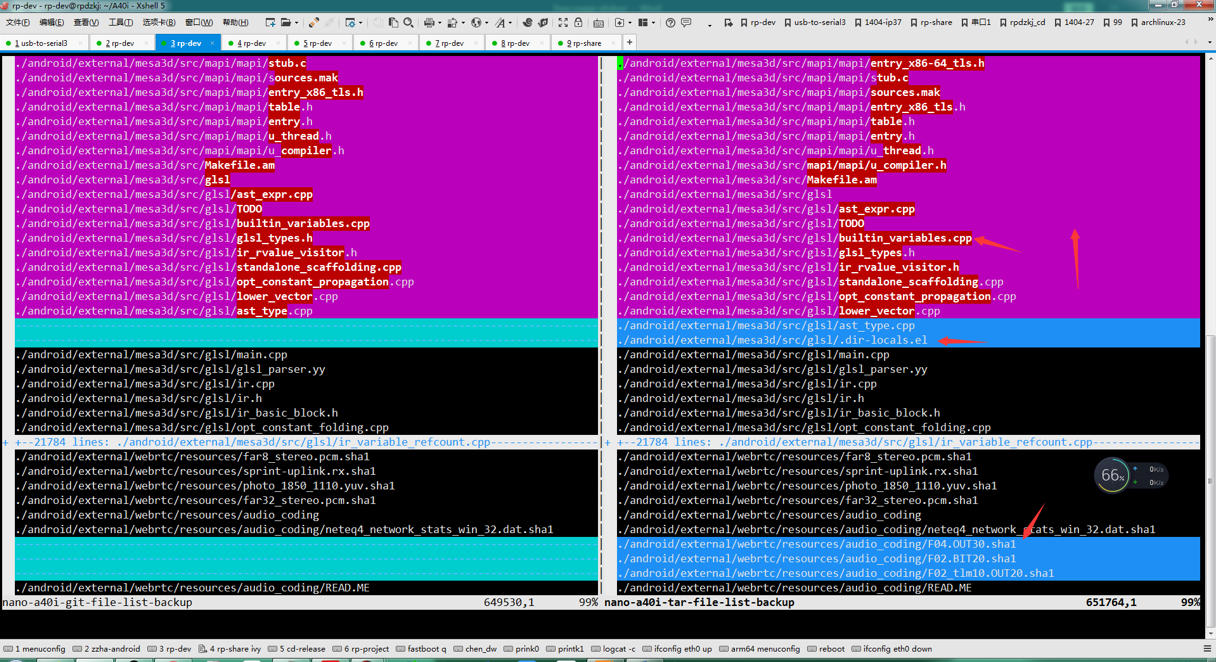 rp-dev - rp-dev@rpdzkj: ~/A40i - Xshell 5
文件(F) 编辑(E) 查看(V) 工具(T) 选项卡(B) 窗口(W) 帮助(H)
rp-dev usb-to-serial3 1404-ip37 rp-share 串口1 rpdzkj_cd 1404-27 99 archlinux-23
1 usb-to-serial3 2 rp-dev 3 rp-dev 4 rp-dev 5 rp-dev 6 rp-dev 7 rp-dev 8 rp-dev 9 rp-share
./android/external/mesa3d/src/mapi/mapi/stub.c
./android/external/mesa3d/src/mapi/mapi/sources.mak
./android/external/mesa3d/src/mapi/mapi/entry_x86_tls.h
./android/external/mesa3d/src/mapi/mapi/table.h
./android/external/mesa3d/src/mapi/mapi/entry.h
./android/external/mesa3d/src/mapi/mapi/u_thread.h
./android/external/mesa3d/src/mapi/mapi/u_compiler.h
./android/external/mesa3d/src/Makefile.am
./android/external/mesa3d/src/glsl
./android/external/mesa3d/src/glsl/ast_expr.cpp
./android/external/mesa3d/src/glsl/TODO
./android/external/mesa3d/src/glsl/builtin_variables.cpp
./android/external/mesa3d/src/glsl/glsl_types.h
./android/external/mesa3d/src/glsl/ir_rvalue_visitor.h
./android/external/mesa3d/src/glsl/standalone_scaffolding.cpp
./android/external/mesa3d/src/glsl/opt_constant_propagation.cpp
./android/external/mesa3d/src/glsl/lower_vector.cpp
./android/external/mesa3d/src/glsl/ast_type.cpp
./android/external/mesa3d/src/glsl/main.cpp
./android/external/mesa3d/src/glsl/glsl_parser.yy
./android/external/mesa3d/src/glsl/ir.cpp
./android/external/mesa3d/src/glsl/ir.h
./android/external/mesa3d/src/glsl/ir_basic_block.h
./android/external/mesa3d/src/glsl/opt_constant_folding.cpp
+ +--21784 lines: ./android/external/mesa3d/src/glsl/ir_variable_refcount.cpp-----------------
./android/external/webrtc/resources/far8_stereo.pcm.sha1
./android/external/webrtc/resources/sprint-uplink.rx.sha1
./android/external/webrtc/resources/photo_1850_1110.yuv.sha1
./android/external/webrtc/resources/far32_stereo.pcm.sha1
./android/external/webrtc/resources/audio_coding
./android/external/webrtc/resources/audio_coding/neteq4_network_stats_win_32.dat.sha1
./android/external/webrtc/resources/audio_coding/READ.ME
nano-a40i-git-file-list-backup 649530,1 99%
./android/external/mesa3d/src/mapi/mapi/entry_x86-64_tls.h
./android/external/mesa3d/src/mapi/mapi/stub.c
./android/external/mesa3d/src/mapi/mapi/sources.mak
./android/external/mesa3d/src/mapi/mapi/entry_x86_tls.h
./android/external/mesa3d/src/mapi/mapi/table.h
./android/external/mesa3d/src/mapi/mapi/entry.h
./android/external/mesa3d/src/mapi/mapi/u_thread.h
./android/external/mesa3d/src/mapi/mapi/u_compiler.h
./android/external/mesa3d/src/Makefile.am
./android/external/mesa3d/src/glsl
./android/external/mesa3d/src/glsl/ast_expr.cpp
./android/external/mesa3d/src/glsl/TODO
./android/external/mesa3d/src/glsl/builtin_variables.cpp
./android/external/mesa3d/src/glsl/glsl_types.h
./android/external/mesa3d/src/glsl/ir_rvalue_visitor.h
./android/external/mesa3d/src/glsl/standalone_scaffolding.cpp
./android/external/mesa3d/src/glsl/opt_constant_propagation.cpp
./android/external/mesa3d/src/glsl/lower_vector.cpp
./android/external/mesa3d/src/glsl/ast_type.cpp
./android/external/mesa3d/src/glsl/.dir-locals.el
./android/external/mesa3d/src/glsl/main.cpp
./android/external/mesa3d/src/glsl/glsl_parser.yy
./android/external/mesa3d/src/glsl/ir.cpp
./android/external/mesa3d/src/glsl/ir.h
./android/external/mesa3d/src/glsl/ir_basic_block.h
./android/external/mesa3d/src/glsl/opt_constant_folding.cpp
+ +--21784 lines: ./android/external/mesa3d/src/glsl/ir_variable_refcount.cpp-----------------
./android/external/webrtc/resources/far8_stereo.pcm.sha1
./android/external/webrtc/resources/sprint-uplink.rx.sha1
./android/external/webrtc/resources/photo_1850_1110.yuv.sha1
./android/external/webrtc/resources/far32_stereo.pcm.sha1
./android/external/webrtc/resources/audio_coding
./android/external/webrtc/resources/audio_coding/neteq4_network_stats_win_32.dat.sha1
./android/external/webrtc/resources/audio_coding/F04.OUT30.sha1
./android/external/webrtc/resources/audio_coding/F02.BIT20.sha1
./android/external/webrtc/resources/audio_coding/F02_tlm10.OUT20.sha1
./android/external/webrtc/resources/audio_coding/READ.ME
nano-a40i-tar-file-list-backup 651764,1 99%
66%
0K/s
0K/s
1 menuconfig 2 zzha-android 3 rp-dev 4 rp-share ivy 5 cd-release 6 rp-project fastboot q chen_dw prink0 printk1 logcat -c ifconfig eth0 up arm64 menuconfig reboot ifconfig eth0 down